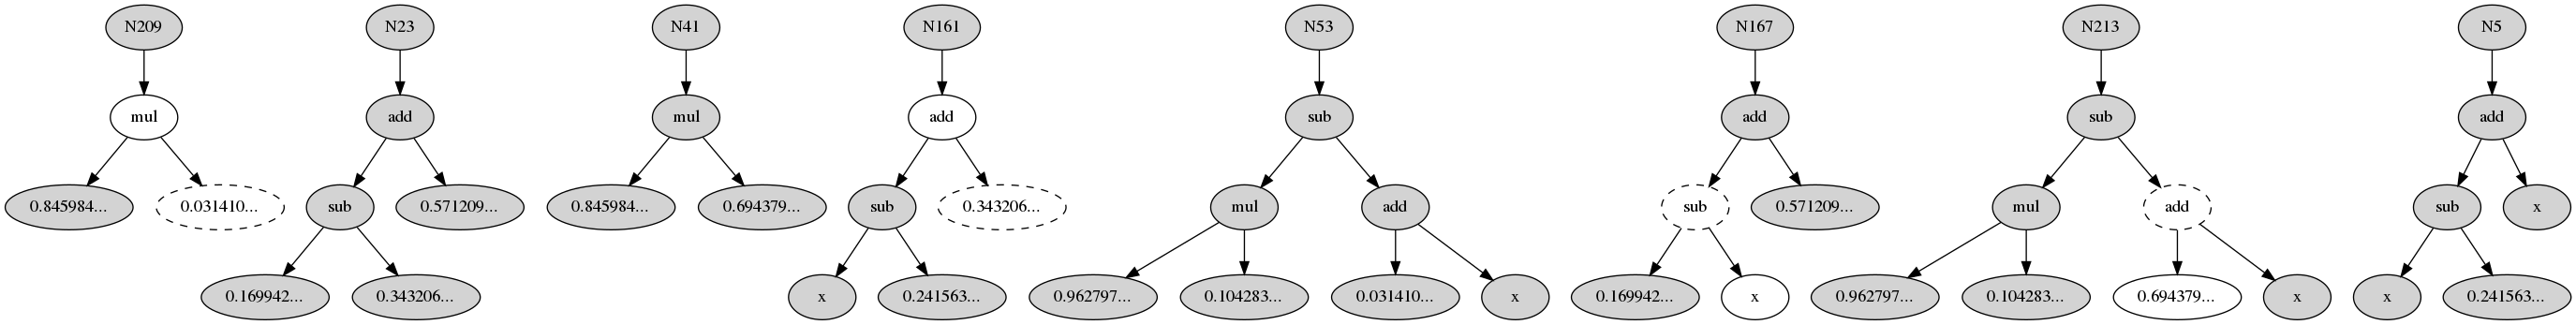 N209 N23 N41 N161 N53 N167 N213 N5
mul add mul add sub add sub add
0.845984... 0.031410... sub 0.571209... 0.845984... 0.694379... sub 0.343206... mul add sub 0.571209... mul add sub x
0.169942... 0.343206... x 0.241563... 0.962797... 0.104283... 0.031410... x 0.169942... x 0.962797... 0.104283... 0.694379... x x 0.241563...